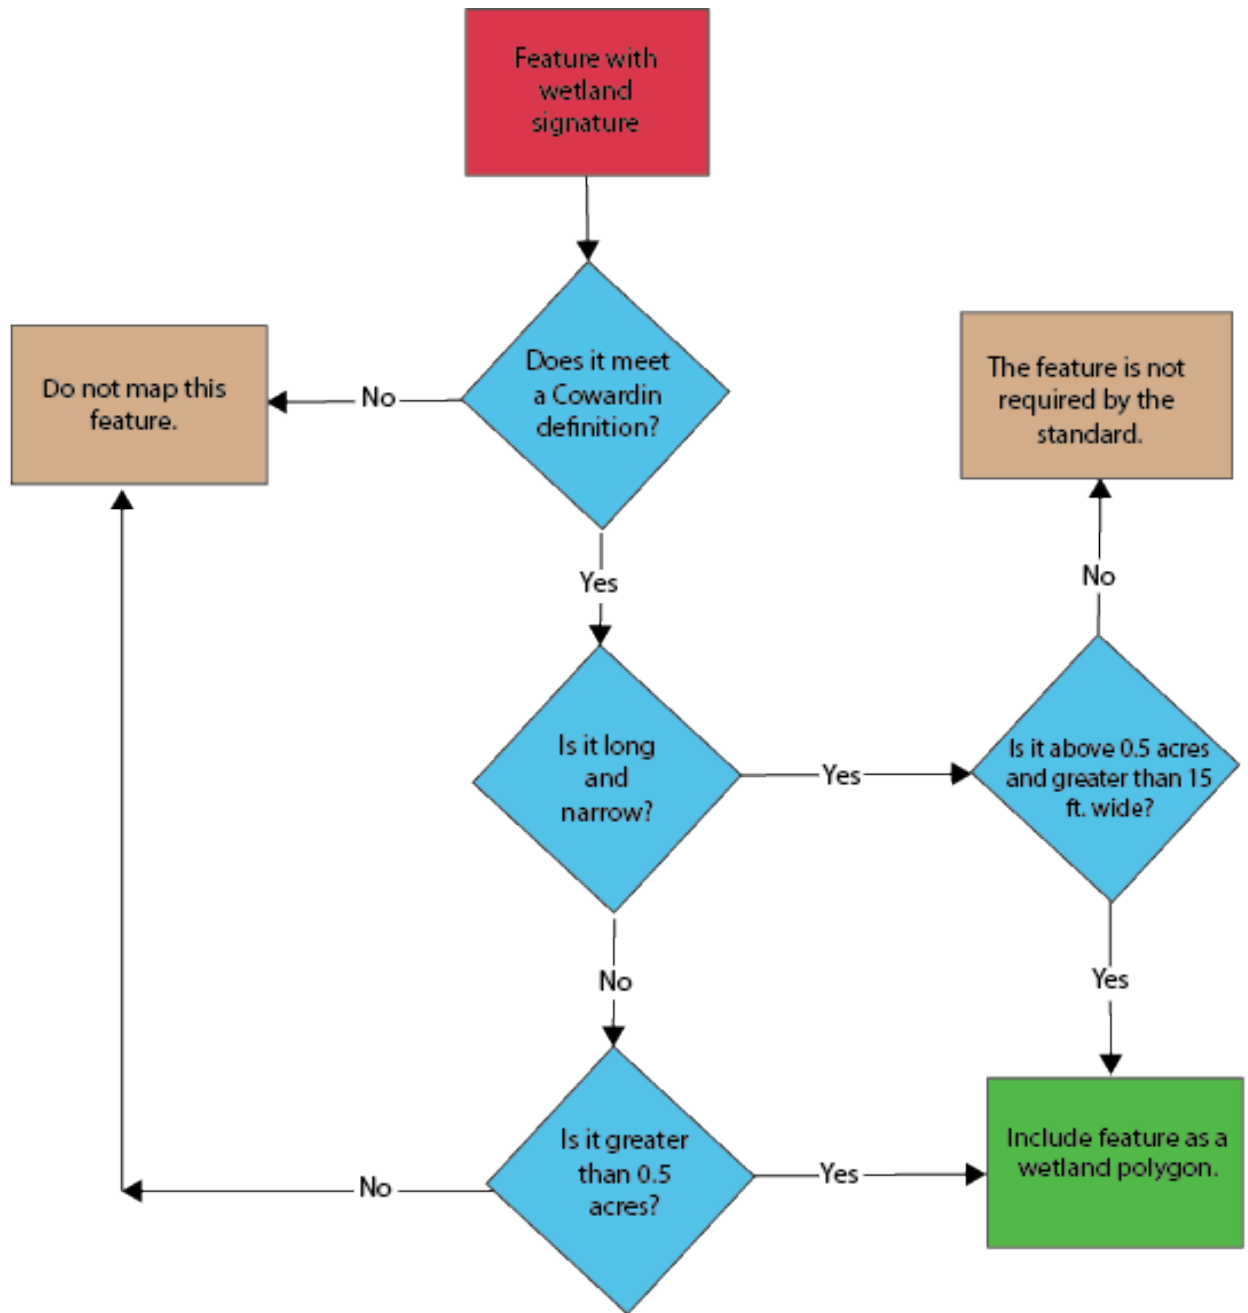 Feature with
wetland
signature
Does it meet
a Cowardin
definition?
No
Do not map this
feature.
The feature is not
required by the
standard.
Yes
No
Is it long
and
narrow?
Yes
Is it above 0.5 acres
and greater than 15
ft. wide?
No
Yes
Is it greater
than 0.5
acres?
No
Yes
Include feature as a
wetland polygon.